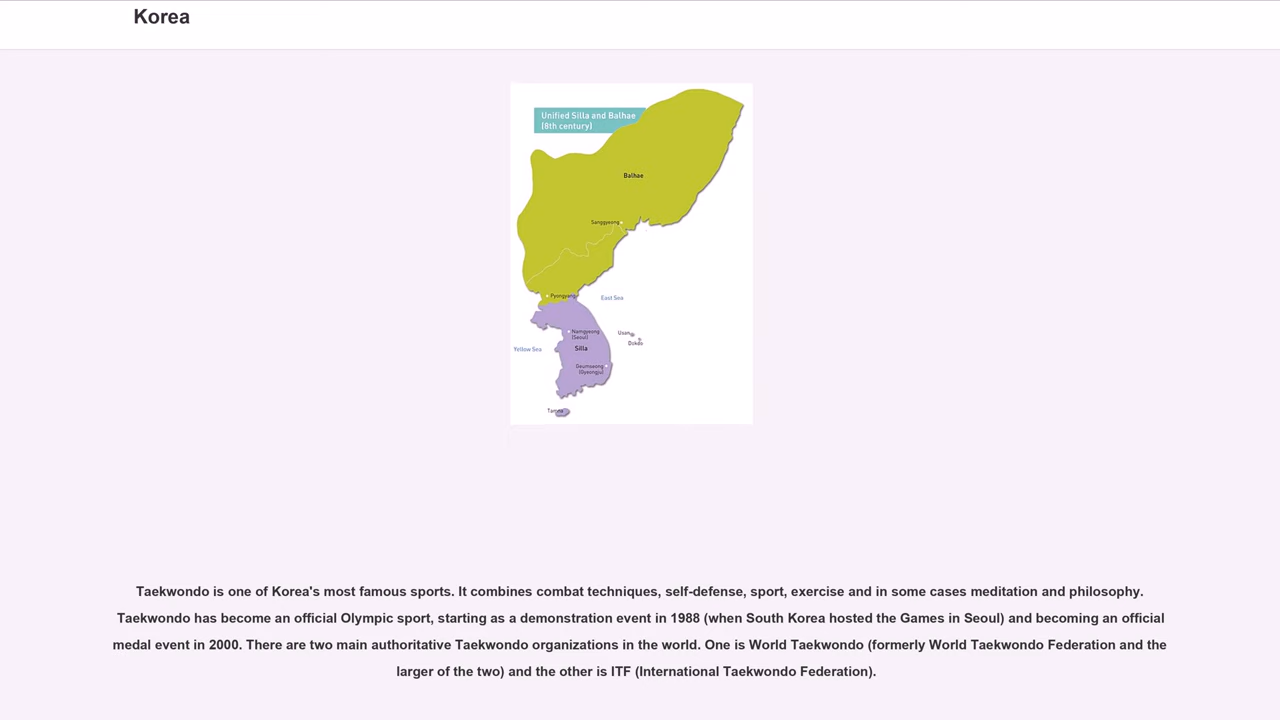 Korea
Unified Silla and Balhae
(8th century)
Balhae
Sanggyeong
Pyongyang
East Sea
Usan
Dokdo
Namgyeong
(Seoul)
Yellow Sea
Silla
Geumseong
(Gyeongju)
Tamna
Taekwondo is one of Korea's most famous sports. It combines combat techniques, self-defense, sport, exercise and in some cases meditation and philosophy.
Taekwondo has become an official Olympic sport, starting as a demonstration event in 1988 (when South Korea hosted the Games in Seoul) and becoming an official
medal event in 2000. There are two main authoritative Taekwondo organizations in the world. One is World Taekwondo (formerly World Taekwondo Federation and the
larger of the two) and the other is ITF (International Taekwondo Federation).